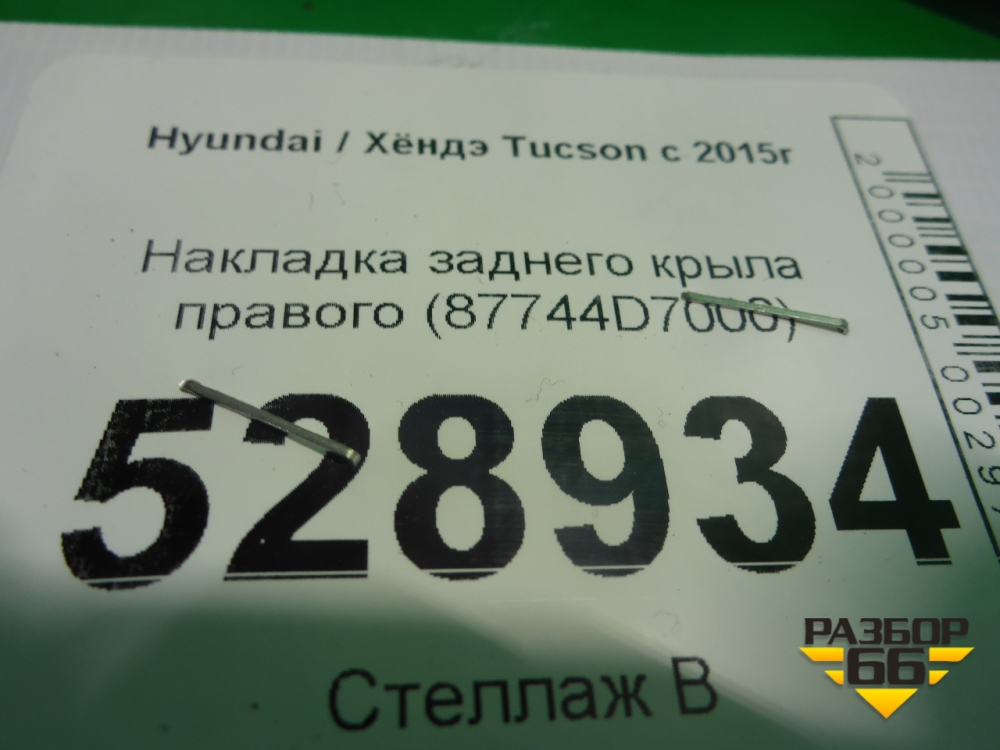 Hyundai / Хёндэ Tucson с 2015г
Накладка заднего крыла
правого (87744D7000)
528934
Стеллаж В
РАЗБОР
66